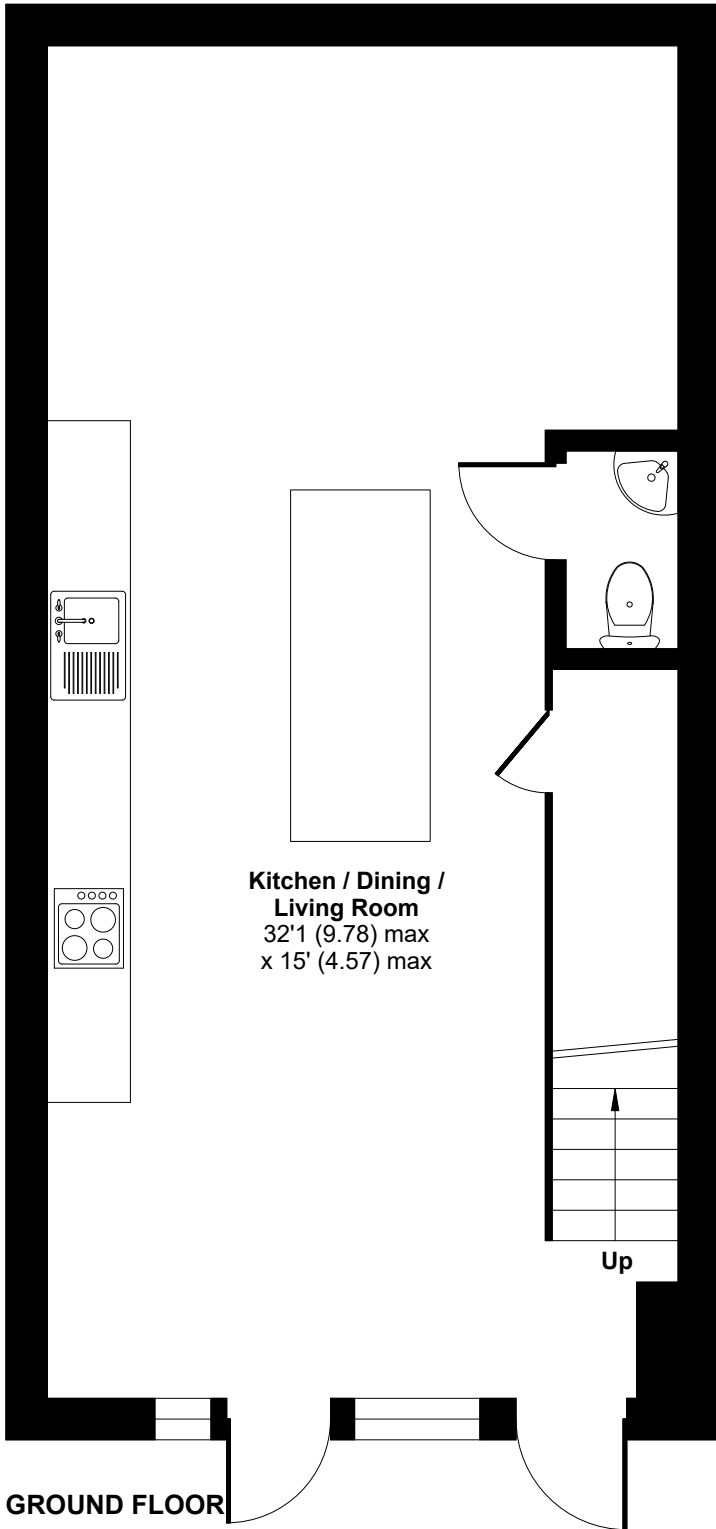 Kitchen / Dining /
Living Room
32'1 (9.78) max
x 15' (4.57) max
Up
GROUND FLOOR